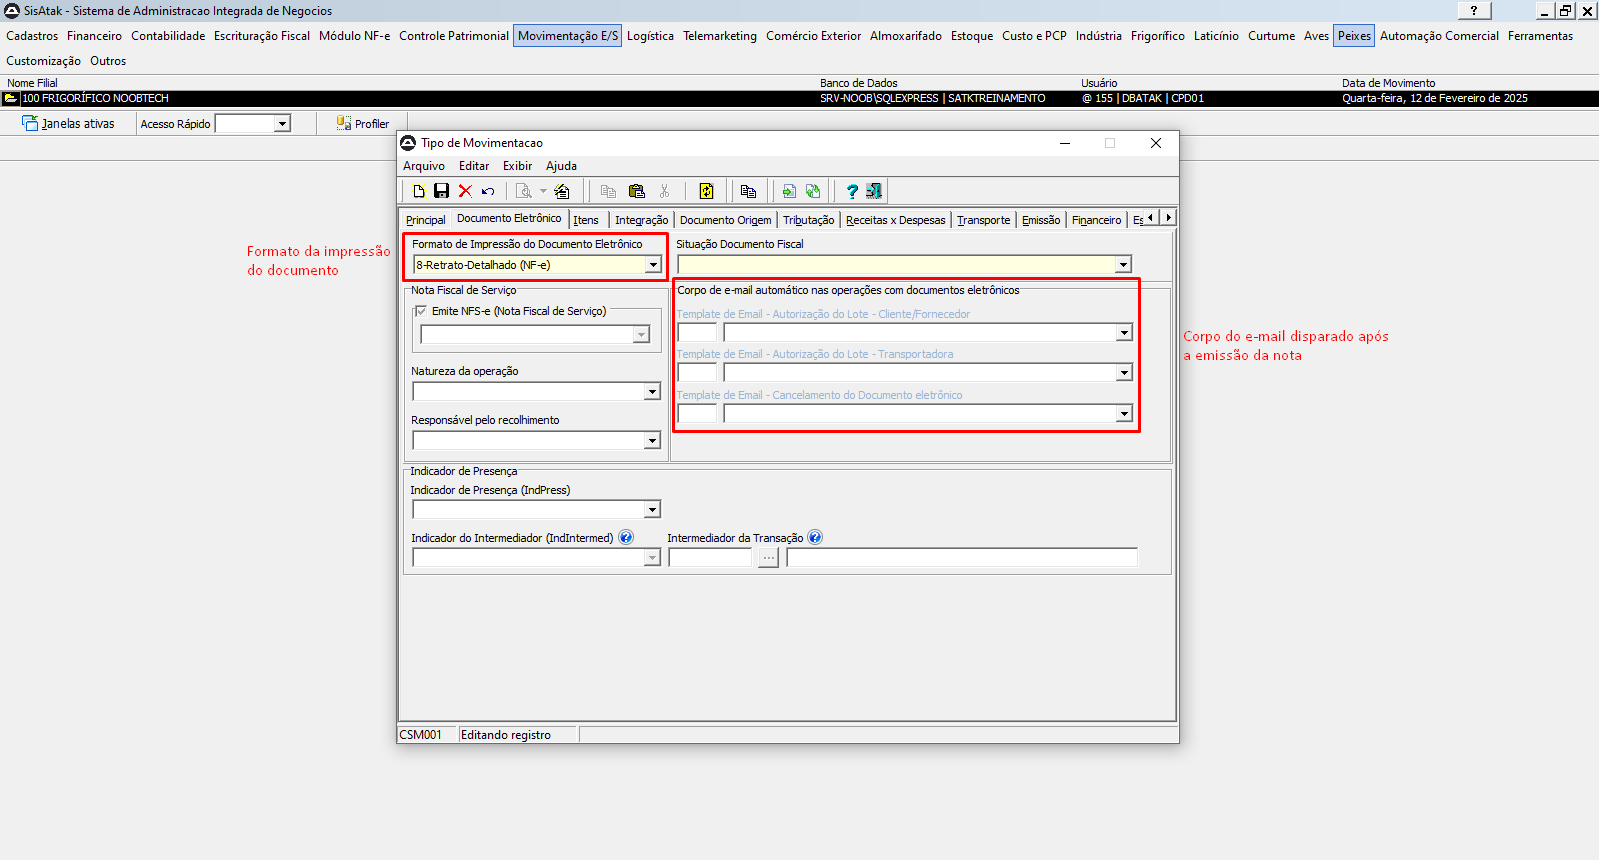 SisAtak - Sistema de Administracao Integrada de Negocios
?
Cadastros Financeiro Contabilidade Escrituração Fiscal Módulo NF-e Controle Patrimonial Movimentação E/S Logística Telemarketing Comércio Exterior Almoxarifado Estoque Custo e PCP Indústria Frigorífico Laticínio Curtume Aves Peixes Automação Comercial Ferramentas
Customização Outros
Nome Filial Banco de Dados Usuário Data de Movimento
100 FRIGORÍFICO NOOBTECH SRV-NOOB\SQLEXPRESS | SATKTREINAMENTO @ 155 | DBATAK | CPD01 Quarta-feira, 12 de Fevereiro de 2025
Janelas ativas Acesso Rápido Profiler
Tipo de Movimentacao
Arquivo Editar Exibir Ajuda
Principal Documento Eletrônico Itens Integração Documento Origem Tributação Receitas x Despesas Transporte Emissão Financeiro Es
Formato da impressão
do documento
Formato de Impressão do Documento Eletrônico Situação Documento Fiscal
8-Retrato-Detalhado (NF-e)
Nota Fiscal de Serviço Corpo de e-mail automático nas operações com documentos eletrônicos
Emite NFS-e (Nota Fiscal de Serviço) Template de Email - Autorização do Lote - Cliente/Fornecedor
Corpo do e-mail disparado após
a emissão da nota
Template de Email - Autorização do Lote - Transportadora
Natureza da operação
Template de Email - Cancelamento do Documento eletrônico
Responsável pelo recolhimento
Indicador de Presença
Indicador de Presença (IndPress)
Indicador do Intermediador (IndIntermed) ? Intermediador da Transação ?
...
CSM001 Editando registro